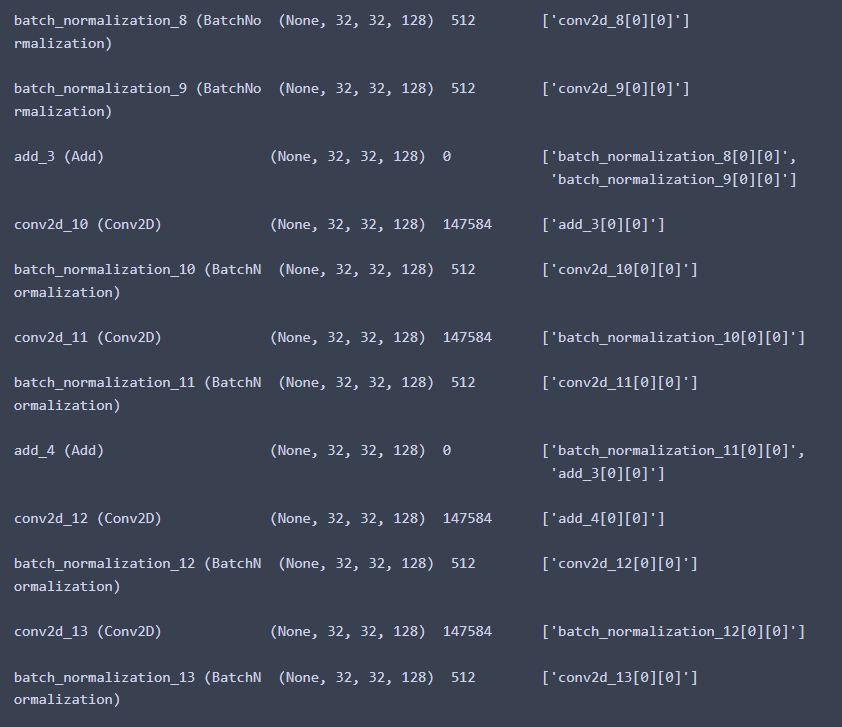 batch_normalization_8 (BatchNo  (None, 32, 32, 128)  512        ['conv2d_8[0][0]']
rmalization)
batch_normalization_9 (BatchNo  (None, 32, 32, 128)  512        ['conv2d_9[0][0]']
rmalization)
add_3 (Add)                    (None, 32, 32, 128)  0          ['batch_normalization_8[0][0]',
'batch_normalization_9[0][0]']
conv2d_10 (Conv2D)             (None, 32, 32, 128)  147584     ['add_3[0][0]']
batch_normalization_10 (BatchN  (None, 32, 32, 128)  512        ['conv2d_10[0][0]']
ormalization)
conv2d_11 (Conv2D)             (None, 32, 32, 128)  147584     ['batch_normalization_10[0][0]']
batch_normalization_11 (BatchN  (None, 32, 32, 128)  512        ['conv2d_11[0][0]']
ormalization)
add_4 (Add)                    (None, 32, 32, 128)  0          ['batch_normalization_11[0][0]',
'add_3[0][0]']
conv2d_12 (Conv2D)             (None, 32, 32, 128)  147584     ['add_4[0][0]']
batch_normalization_12 (BatchN  (None, 32, 32, 128)  512        ['conv2d_12[0][0]']
ormalization)
conv2d_13 (Conv2D)             (None, 32, 32, 128)  147584     ['batch_normalization_12[0][0]']
batch_normalization_13 (BatchN  (None, 32, 32, 128)  512        ['conv2d_13[0][0]']
ormalization)